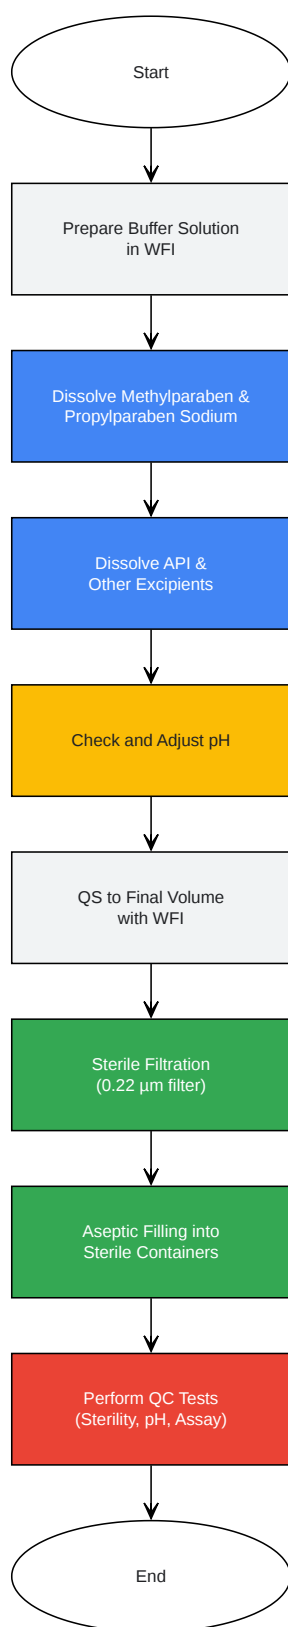 Start
Prepare Buffer Solution
in WFI
Dissolve Methylparaben &
Propylparaben Sodium
Dissolve API &
Other Excipients
Check and Adjust pH
QS to Final Volume
with WFI
Sterile Filtration
(0.22 µm filter)
Aseptic Filling into
Sterile Containers
Perform QC Tests
(Sterility, pH, Assay)
End